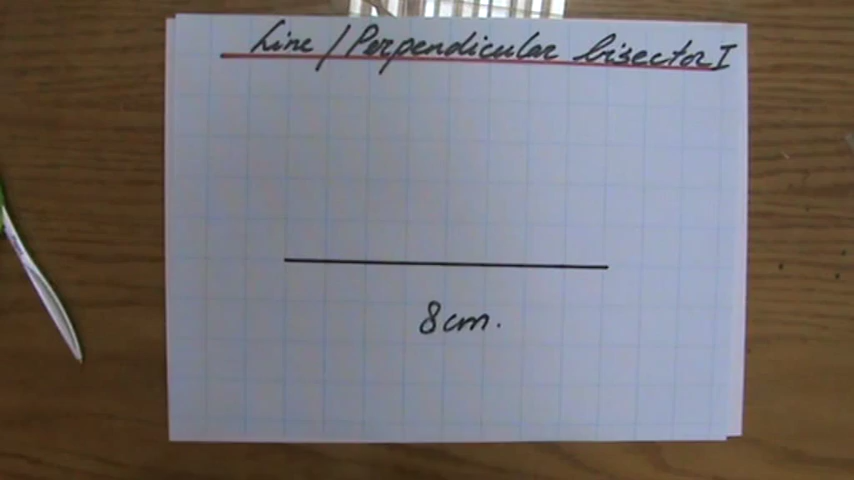 Line / Perpendicular bisector I
8cm.